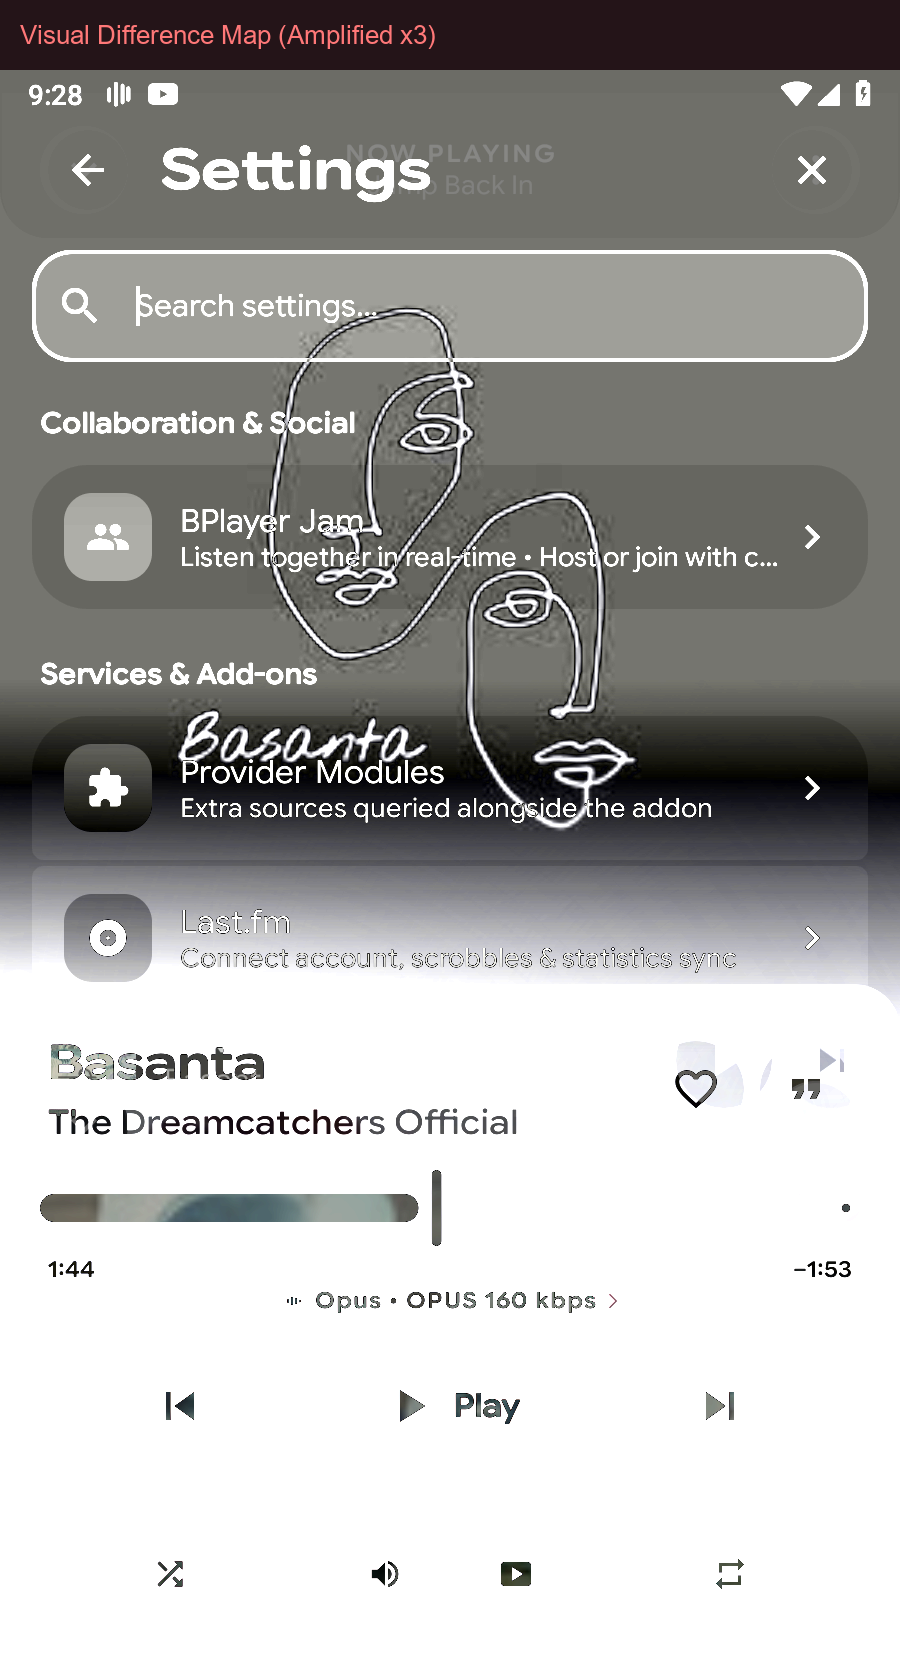 Visual Difference Map (Amplified x3)
9:28
NOW PLAYING
Settings
Back In
Search settings...
Collaboration & Social
BPlayer Jam
Listen together in real-time • Host or join with c...
Services & Add-ons
Basanta
Provider Modules
Extra sources queried alongside the addon
Last.fm
Connect account, scrobbles & statistics sync
Basanta
The Dreamcatchers Official
1:44
−1:53
Opus • OPUS 160 kbps
Play